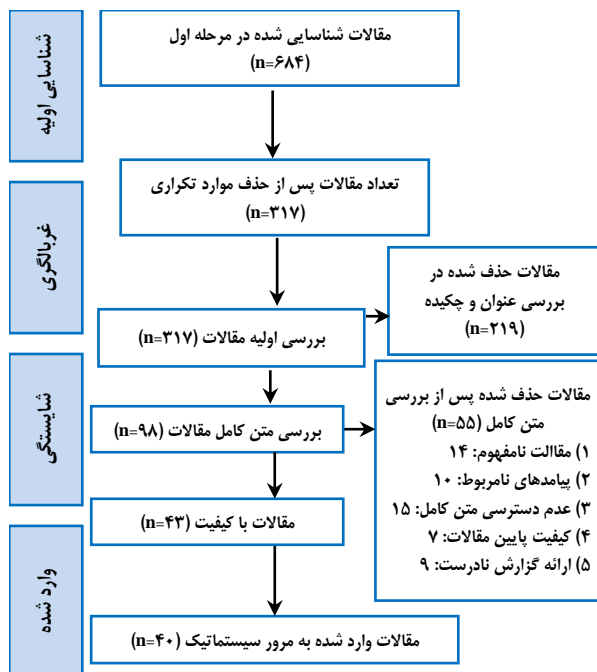 شناسایی اولیه
مقالات شناسایی شده در مرحله اول
(n=۶۸۴)
غربالگری
تعداد مقالات پس از حذف موارد تکراری
(n=۳۱۷)
مقالات حذف شده در
بررسی عنوان و چکیده
(n=۲۱۹)
بررسی اولیه مقالات (n=۳۱۷)
شایستگی
مقالات حذف شده پس از بررسی
متن کامل (n=۵۵)
۱) مقاالت نامفهوم: ۱۴
۲) پیامدهای نامربوط: ۱۰
۳) عدم دسترسی متن کامل: ۱۵
۴) کیفیت پایین مقالات: ۷
۵) ارائه گزارش نادرست: ۹
بررسی متن کامل مقالات (n=۹۸)
مقالات با کیفیت (n=۴۳)
وارد شده
مقالات وارد شده به مرور سیستماتیک (n=۴۰)